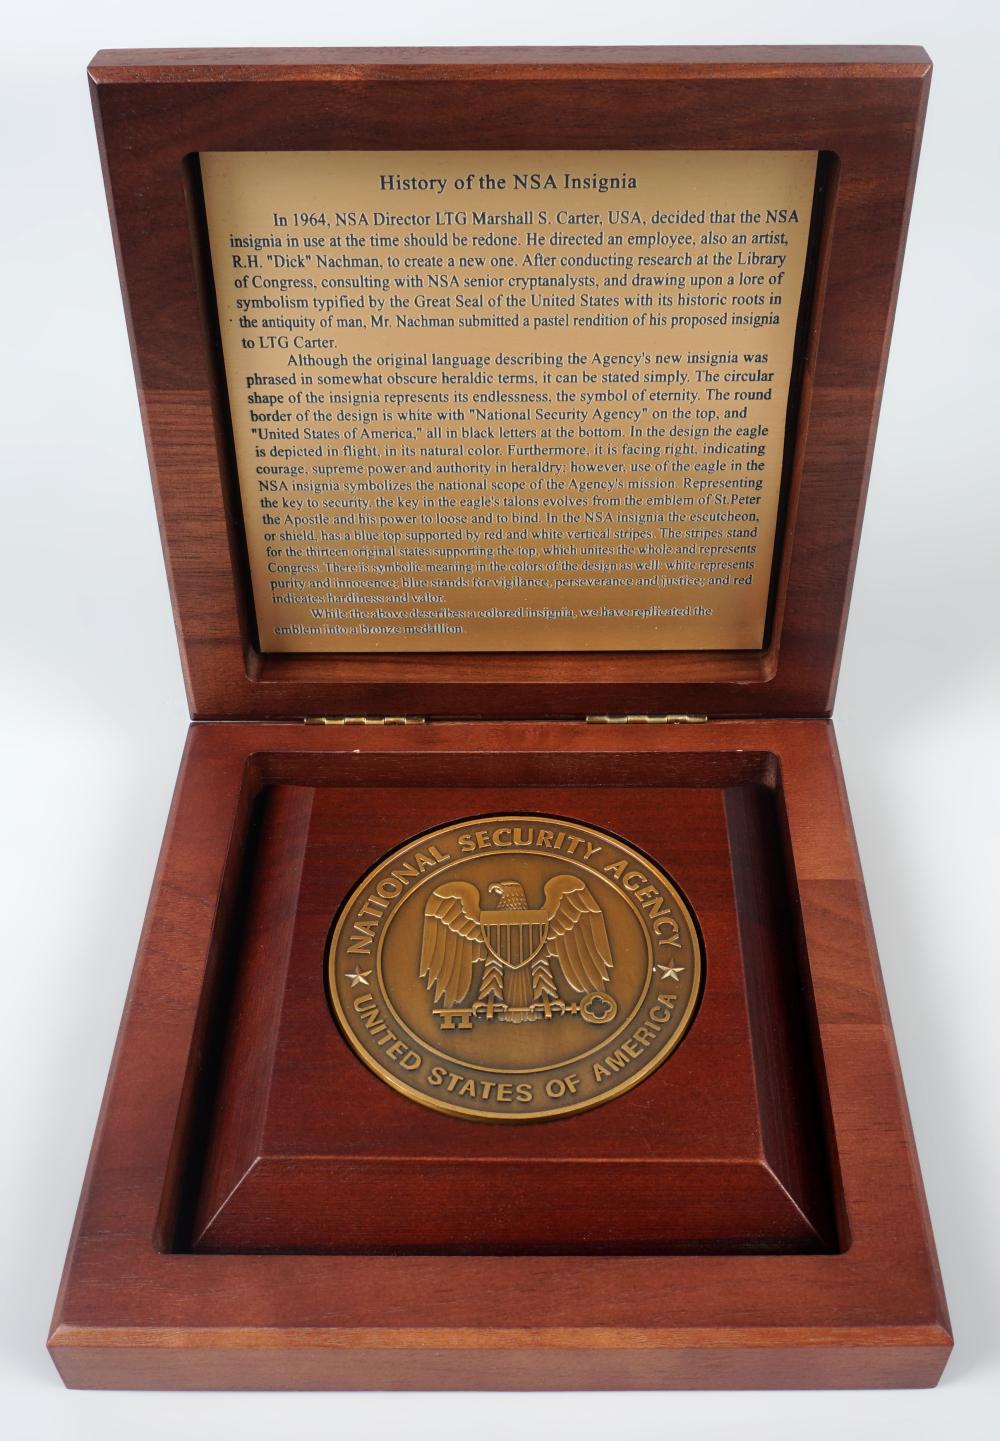 History of the NSA Insignia
In 1964, NSA Director LTG Marshall S. Carter, USA, decided that the NSA
insignia in use at the time should be redone. He directed an employee, also an artist,
R.H. "Dick" Nachman, to create a new one. After conducting research at the Library
of Congress, consulting with NSA senior cryptanalysts, and drawing upon a lore of
symbolism typified by the Great Seal of the United States with its historic roots in
the antiquity of man, Mr. Nachman submitted a pastel rendition of his proposed insignia
to LTG Carter.
Although the original language describing the Agency's new insignia was
phrased in somewhat obscure heraldic terms, it can be stated simply. The circular
shape of the insignia represents its endlessness, the symbol of eternity. The round
border of the design is white with "National Security Agency" on the top, and
"United States of America," all in black letters at the bottom. In the design the eagle
is depicted in flight, in its natural color. Furthermore, it is facing right, indicating
courage, supreme power and authority in heraldry; however, use of the eagle in the
NSA insignia symbolizes the national scope of the Agency's mission. Representing
the key to security, the key in the eagle's talons evolves from the emblem of St.Peter
the Apostle and his power to loose and to bind. In the NSA insignia the escutcheon,
or shield, has a blue top supported by red and white vertical stripes. The stripes stand
for the thirteen original states supporting the top, which unites the whole and represents
Congress. There is symbolic meaning in the colors of the design as well: white represents
purity and innocence; blue stands for vigilance, perseverance and justice; and red
indicates hardiness and valor.
While the above describes a colored insignia, we have replicated the
emblem into a bronze medallion.
NATIONAL SECURITY AGENCY
UNITED STATES OF AMERICA